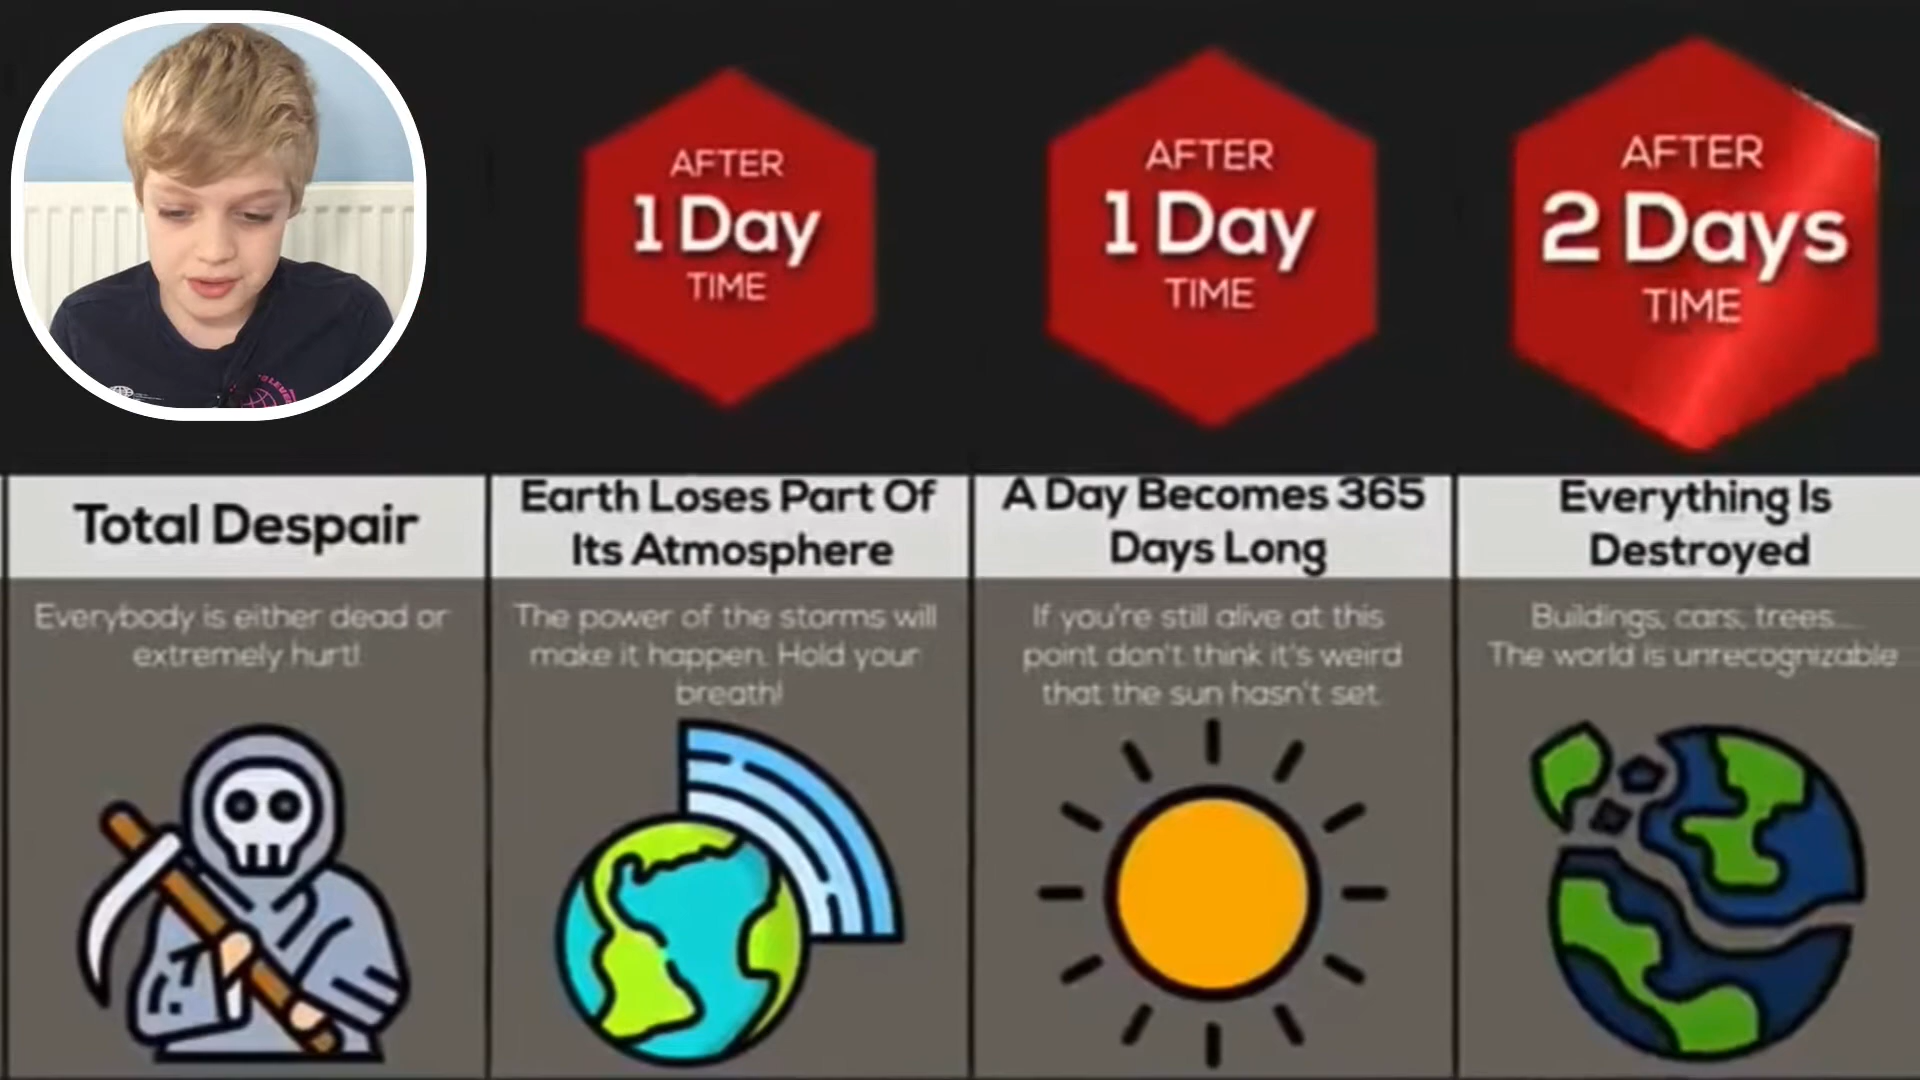 AFTER
1 Day
TIME
AFTER
1 Day
TIME
AFTER
2 Days
TIME
Total Despair
Everybody is either dead or
extremely hurt!
Earth Loses Part Of
Its Atmosphere
The power of the storms will
make it happen. Hold your
breath!
A Day Becomes 365
Days Long
If you're still alive at this
point don't think it's weird
that the sun hasn't set.
Everything Is
Destroyed
Buildings, cars, trees....
The world is unrecognizable